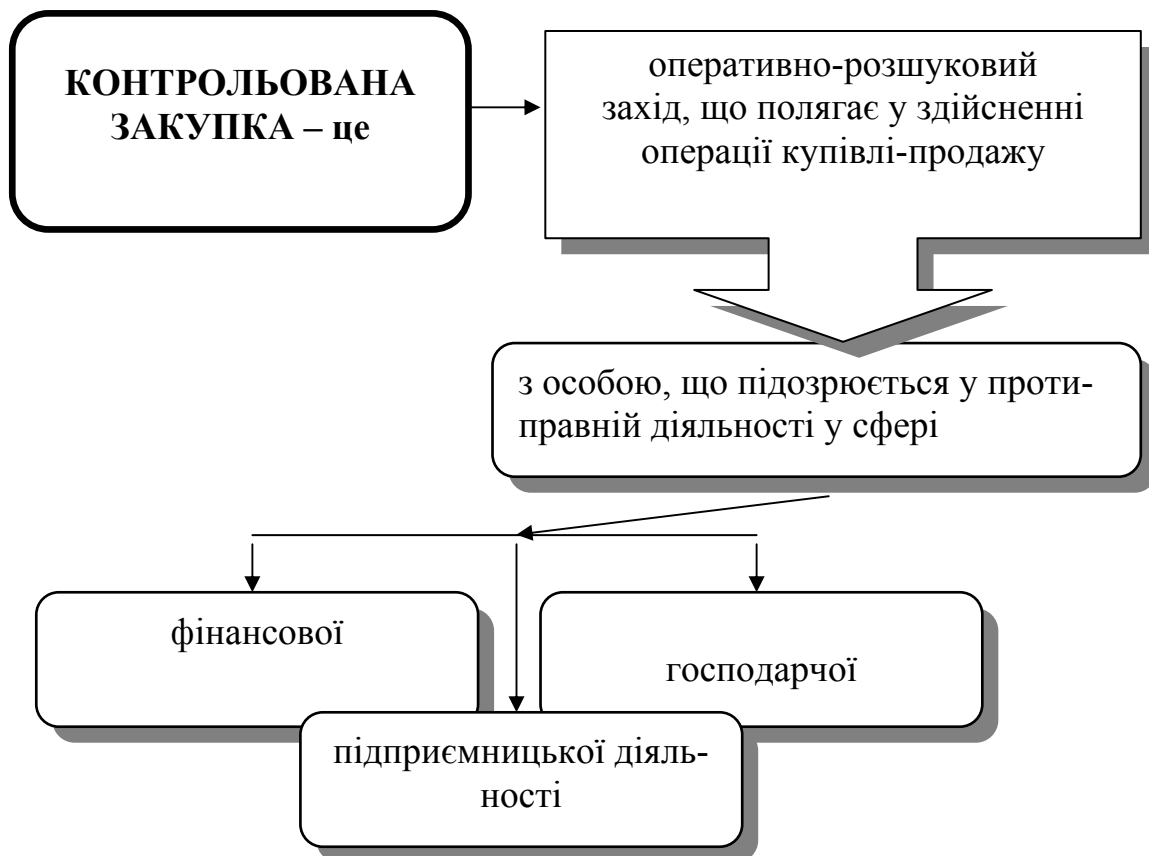 КОНТРОЛЬОВАНА
ЗАКУПКА – це
оперативно-розшуковий
захід, що полягає у здійсненні
операції купівлі-продажу
з особою, що підозрюється у проти-
правній діяльності у сфері
фінансової
господарчої
підприємницької діяль-
ності